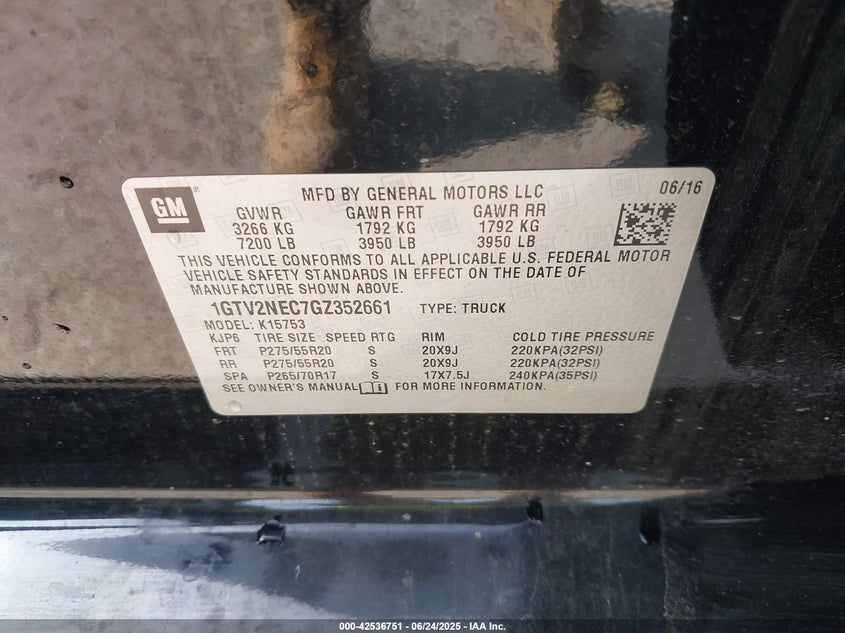 GM
MFD BY GENERAL MOTORS LLC 06/16
GVWR GAWR FRT GAWR RR
3266 KG 1792 KG 1792 KG
7200 LB 3950 LB 3950 LB
THIS VEHICLE CONFORMS TO ALL APPLICABLE U.S. FEDERAL MOTOR
VEHICLE SAFETY STANDARDS IN EFFECT ON THE DATE OF
MANUFACTURE SHOWN ABOVE.
1GTV2NEC7GZ352661 TYPE: TRUCK
MODEL: K15753
KJP6 TIRE SIZE SPEED RTG RIM COLD TIRE PRESSURE
FRT P275/55R20 S 20X9J 220KPA(32PSI)
RR P275/55R20 S 20X9J 220KPA(32PSI)
SPA P265/70R17 S 17X7.5J 240KPA(35PSI)
SEE OWNER'S MANUAL FOR MORE INFORMATION.
000-42536751 - 06/24/2025 - IAA Inc.